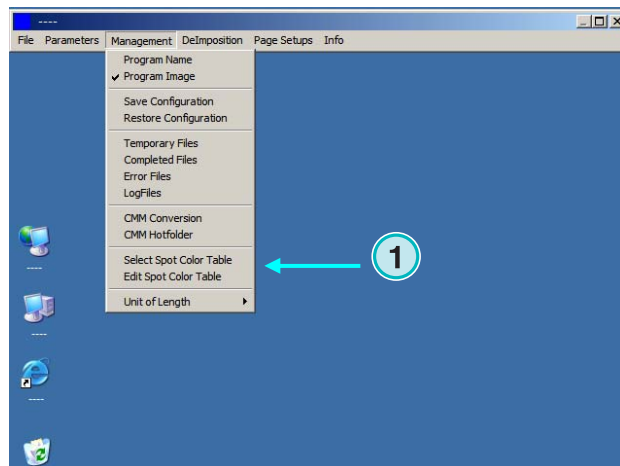 ----
File Parameters Management DeImposition Page Setups Info
Program Name
Program Image
Save Configuration
Restore Configuration
Temporary Files
Completed Files
Error Files
LogFiles
CMM Conversion
CMM Hotfolder
Select Spot Color Table
Edit Spot Color Table
1
Unit of Length
----
----
----